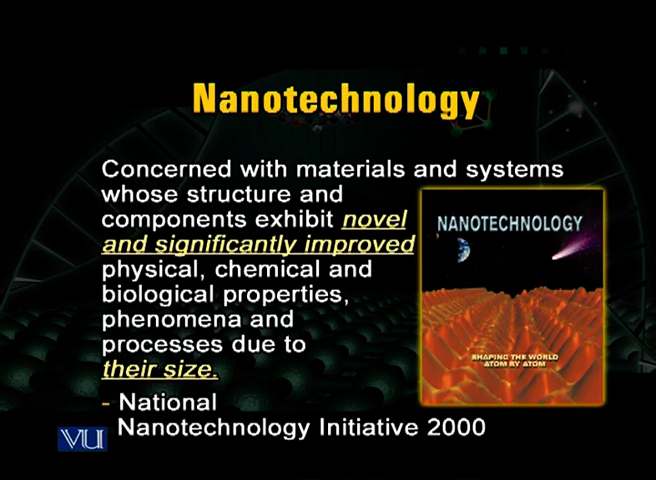 Nanotechnology
Concerned with materials and systems
whose structure and
components exhibit novel
and significantly improved
physical, chemical and
biological properties,
phenomena and
processes due to
their size.
- National
Nanotechnology Initiative 2000
NANOTECHNOLOGY
SHAPING THE WORLD
ATOM BY ATOM
VU